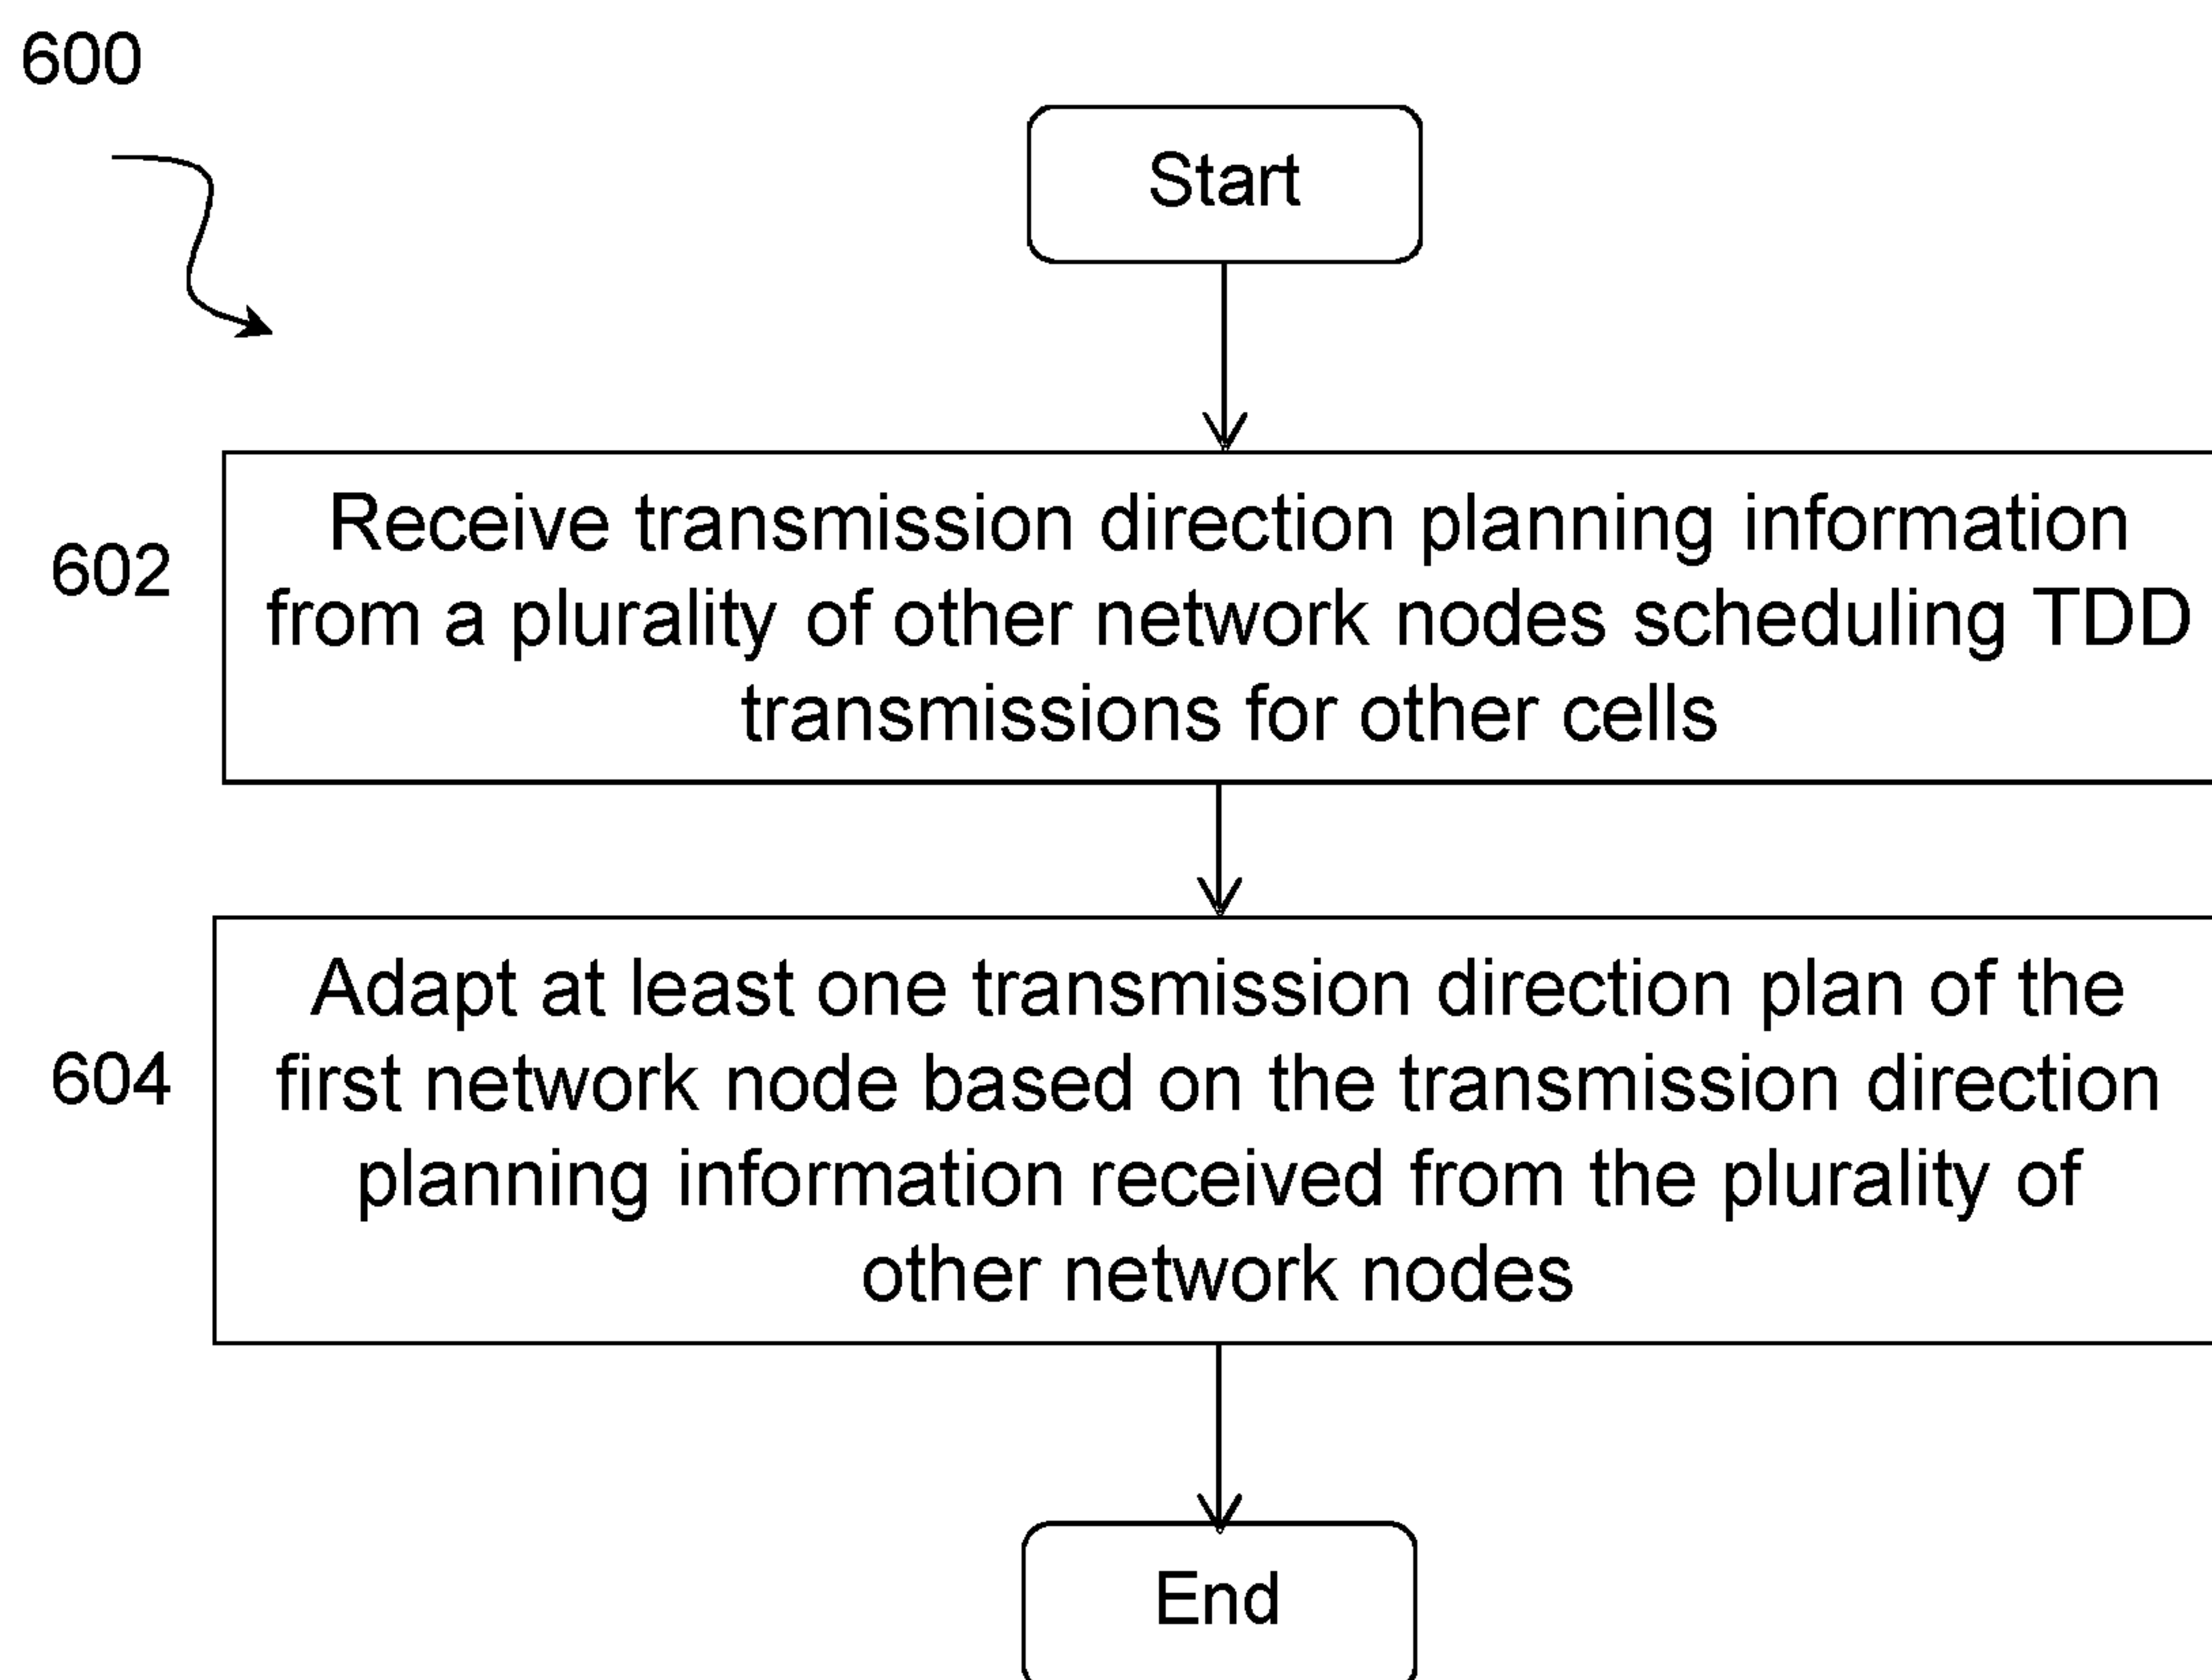 600
Start
602
Receive transmission direction planning information
from a plurality of other network nodes scheduling TDD
transmissions for other cells
604
Adapt at least one transmission direction plan of the
first network node based on the transmission direction
planning information received from the plurality of
other network nodes
End